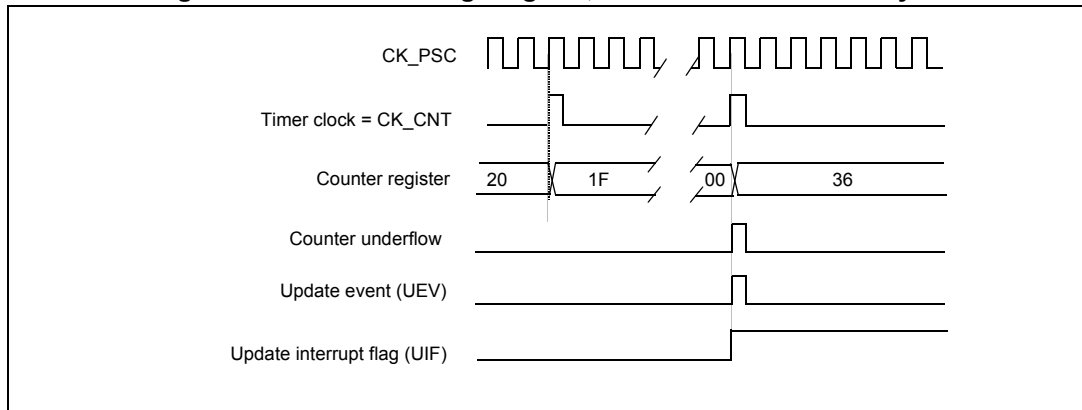 CK_PSC
Timer clock = CK_CNT
Counter register 20 1F 00 36
Counter underflow
Update event (UEV)
Update interrupt flag (UIF)